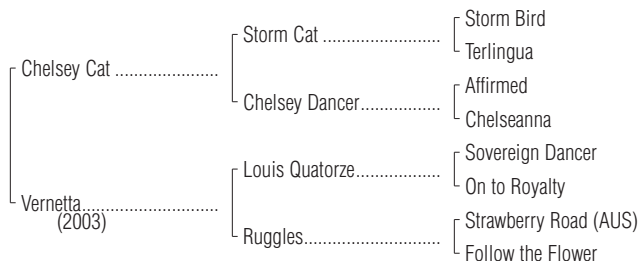 Storm Bird
Storm Cat ........................
Terlingua
Chelsey Cat ......................
Affirmed
Chelsey Dancer....................
Chelseanna
Sovereign Dancer
Louis Quatorze....................
On to Royalty
Vernetta.............................
(2003)
Strawberry Road (AUS)
Ruggles.............................
Follow the Flower